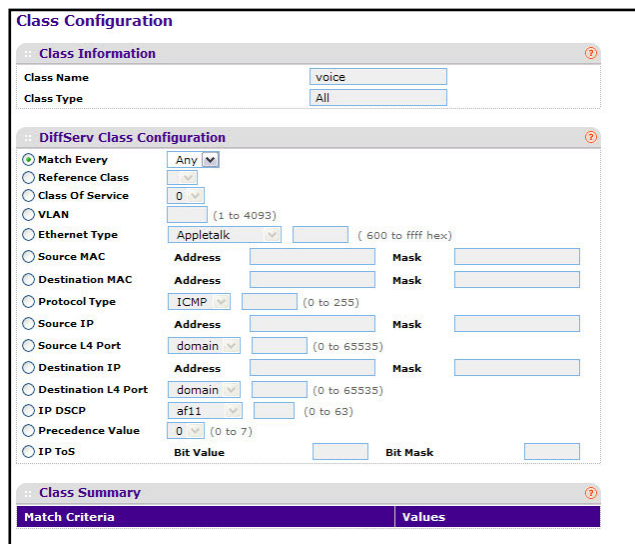 Class Configuration
:: Class Information ?
Class Name voice
Class Type All
:: DiffServ Class Configuration ?
Match Every Any
Reference Class
Class Of Service 0
VLAN (1 to 4093)
Ethernet Type Appletalk ( 600 to ffff hex)
Source MAC Address Mask
Destination MAC Address Mask
Protocol Type ICMP (0 to 255)
Source IP Address Mask
Source L4 Port domain (0 to 65535)
Destination IP Address Mask
Destination L4 Port domain (0 to 65535)
IP DSCP af11 (0 to 63)
Precedence Value 0 (0 to 7)
IP ToS Bit Value Bit Mask
:: Class Summary ?
Match Criteria Values